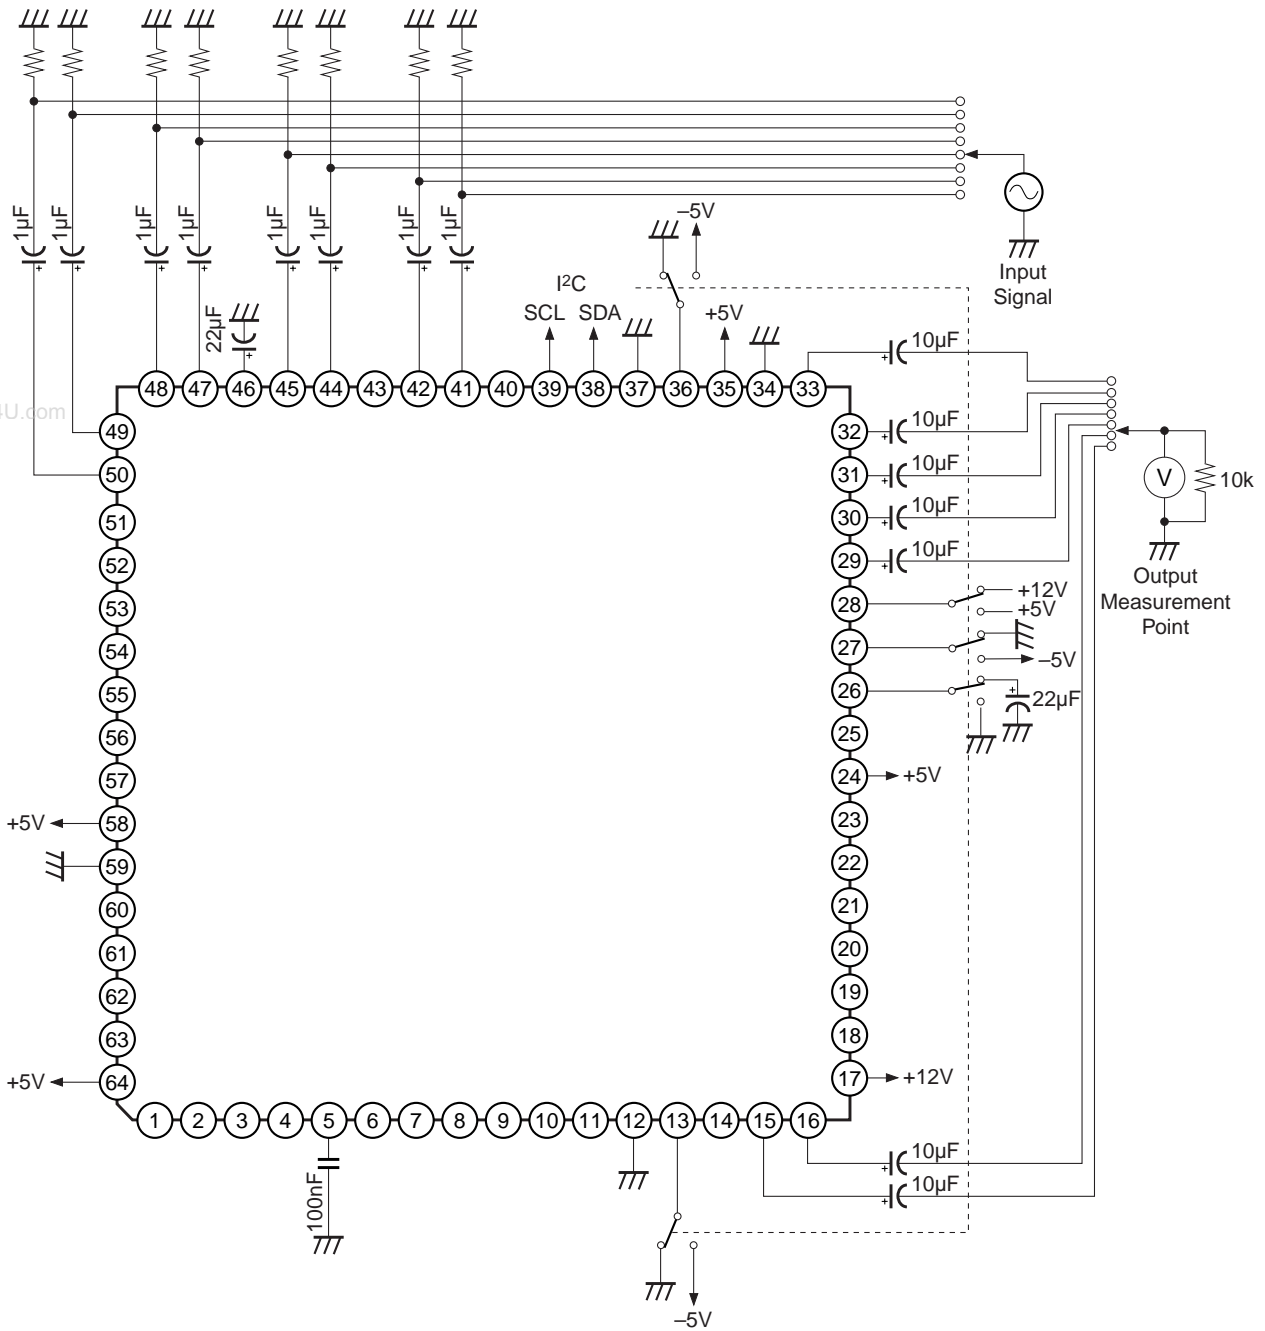 1µF
1µF
1µF
1µF
1µF
1µF
1µF
1µF
–5V
Input
Signal
22µF
I²C
SCL SDA
+5V
10µF
48 47 46 45 44 43 42 41 40 39 38 37 36 35 34 33
4U.com
49
50
51
52
53
54
55
56
57
58
+5V
59
60
61
62
63
64
+5V
32
10µF
31
10µF
30
10µF
29
10µF
V
10k
Output
Measurement
Point
28
+12V
+5V
27
–5V
26
22µF
25
24
+5V
23
22
21
20
19
18
17
+12V
1 2 3 4 5 6 7 8 9 10 11 12 13 14 15 16
100nF
10µF
10µF
–5V